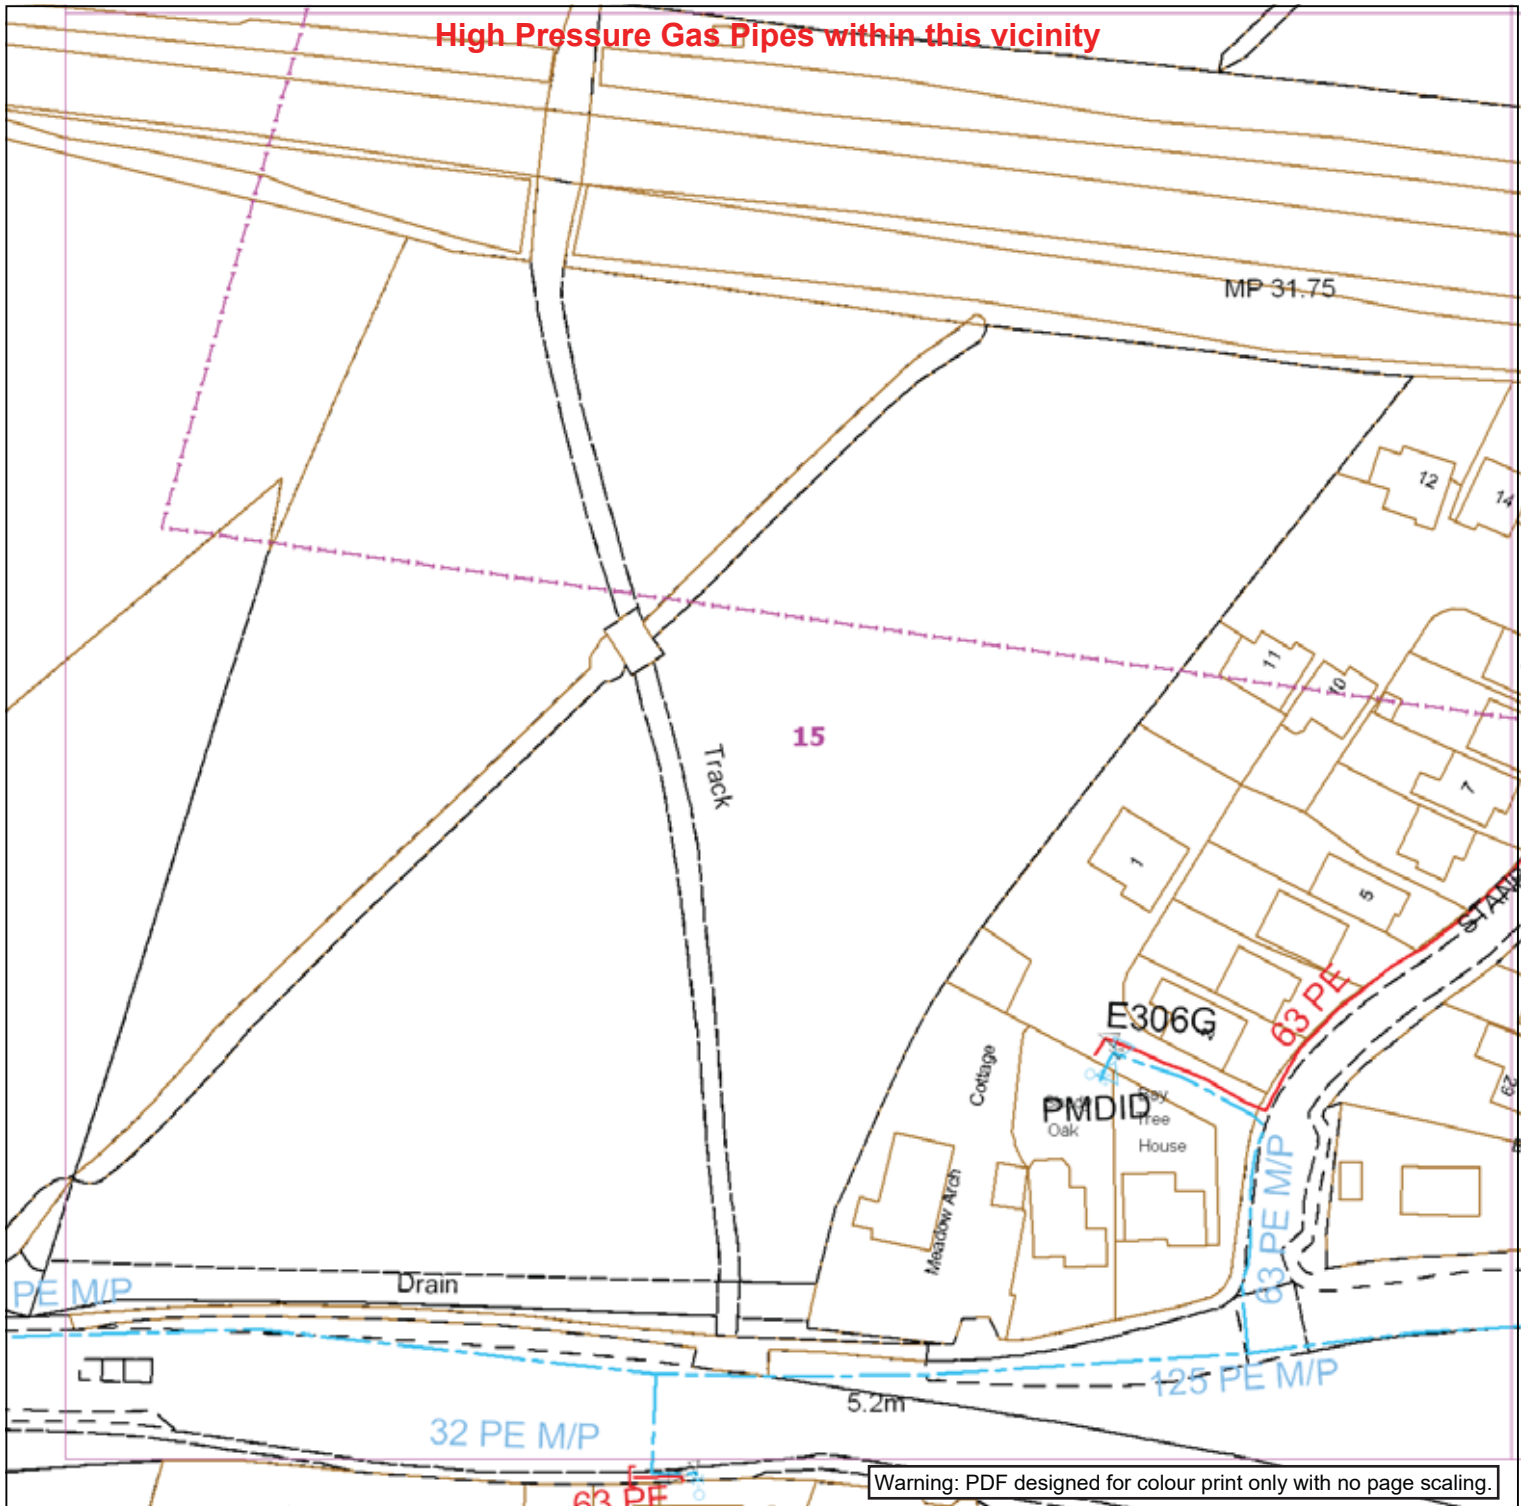 High Pressure Gas Pipes within this vicinity
MP 31.75
12
14
11
10
15
Track
7
1
5
63 PE
E306G
Cottage
PMDID
Bay
Tree
House
Oak
29
Meadow Arch
63 PE M/P
PE M/P
Drain
125 PE M/P
5.2m
32 PE M/P
63 PE
Warning: PDF designed for colour print only with no page scaling.